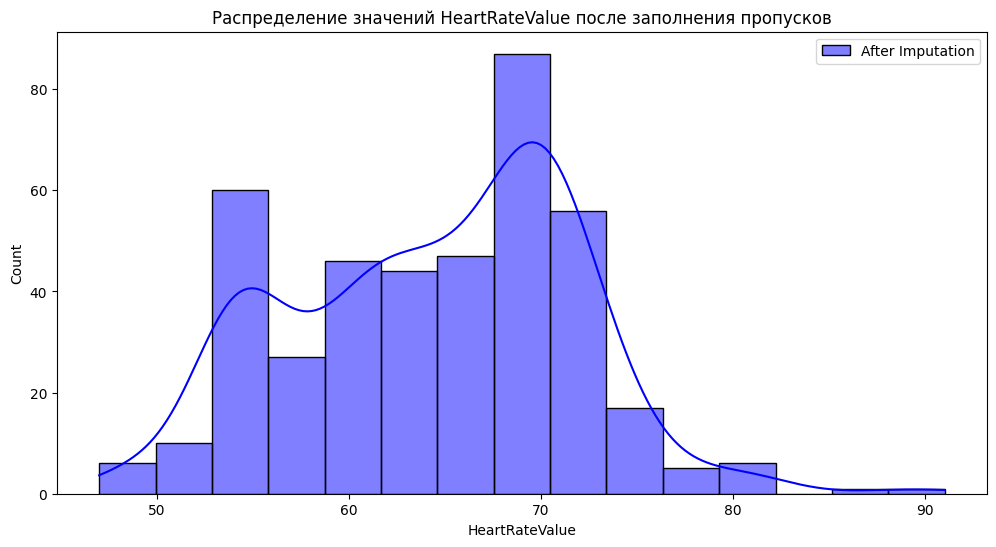 Распределение значений HeartRateValue после заполнения пропусков
After Imputation
80
60
40
20
0
Count
50 60 70 80 90
HeartRateValue